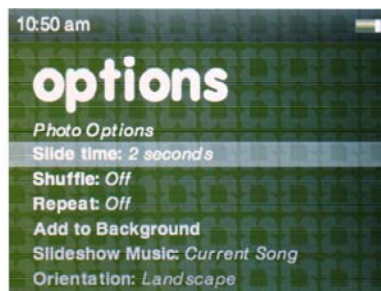 10:50 am
options
Photo Options
Slide time: 2 seconds
Shuffle: Off
Repeat: Off
Add to Background
Slideshow Music: Current Song
Orientation: Landscape